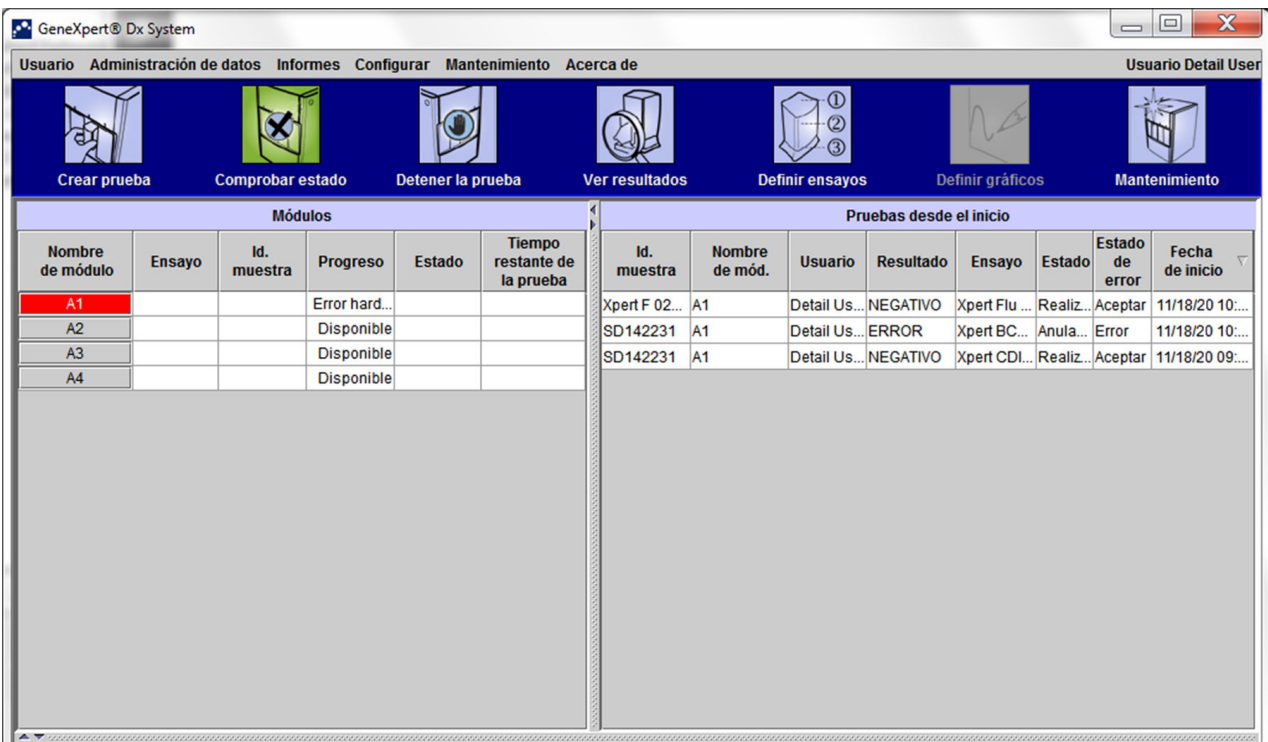 GeneXpert® Dx System
Usuario Administración de datos Informes Configurar Mantenimiento Acerca de Usuario Detail User
Crear prueba Comprobar estado Detener la prueba Ver resultados Definir ensayos Definir gráficos Mantenimiento
① ② ③
Módulos
Nombre de módulo Ensayo Id. muestra Progreso Estado Tiempo restante de la prueba
A1 Error hard...
A2 Disponible
A3 Disponible
A4 Disponible
Pruebas desde el inicio
Id. muestra Nombre de mód. Usuario Resultado Ensayo Estado Estado de error Fecha de inicio
Xpert F 02... A1 Detail Us... NEGATIVO Xpert Flu ... Realiz... Aceptar 11/18/20 10:...
SD142231 A1 Detail Us... ERROR Xpert BC... Anula... Error 11/18/20 10:...
SD142231 A1 Detail Us... NEGATIVO Xpert CDI... Realiz... Aceptar 11/18/20 09:...